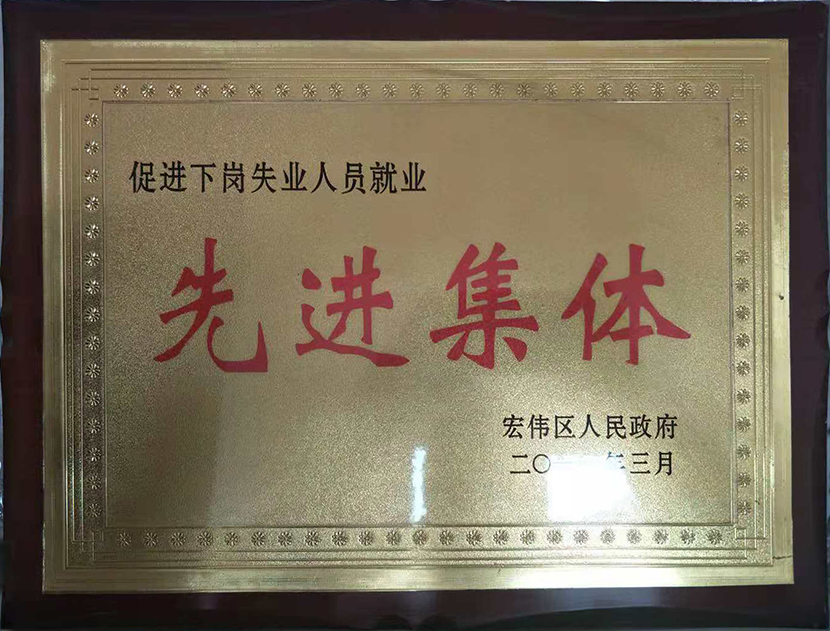 促进下岗失业人员就业
先进集体
宏伟区人民政府
二〇 年三月